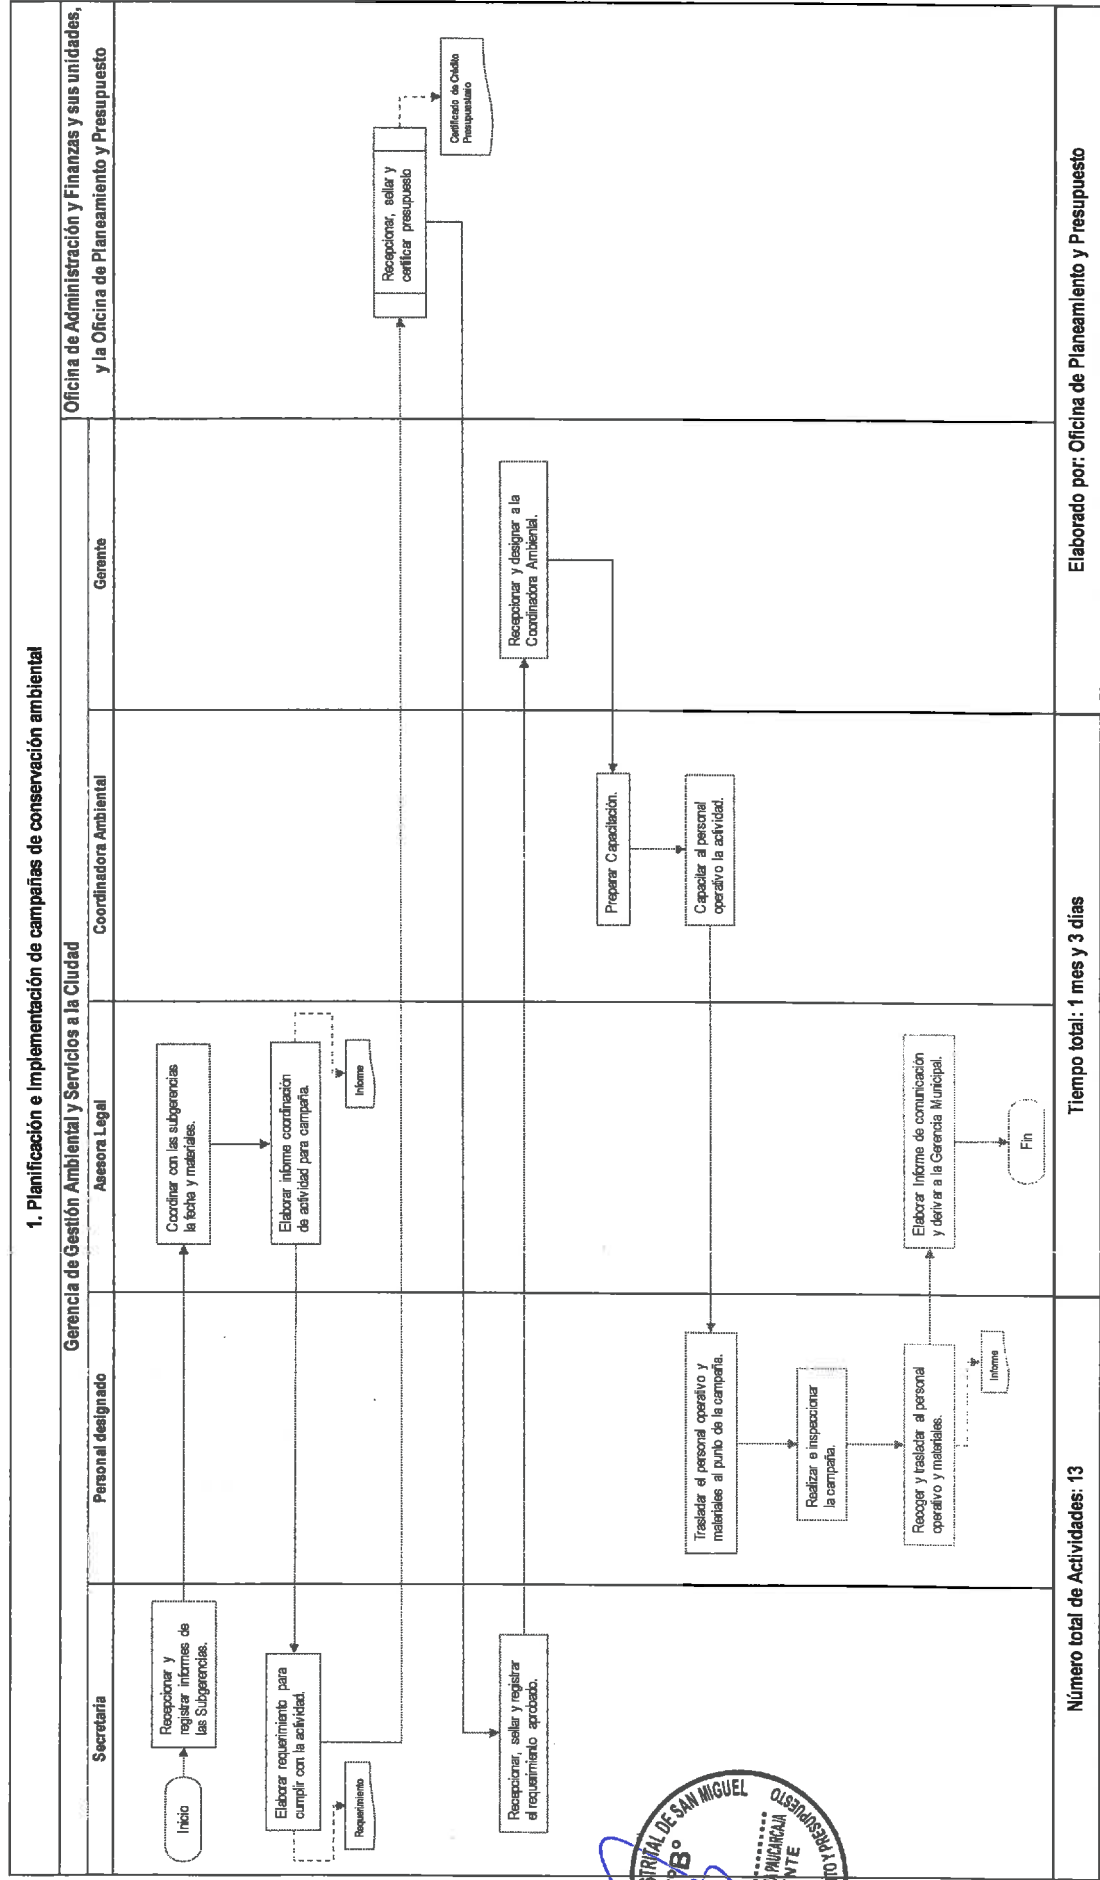 1. Planificación e Implementación de campañas de conservación ambiental
Gerencia de Gestión Ambiental y Servicios a la Ciudad
Oficina de Administración y Finanzas y sus unidades,
y la Oficina de Planeamiento y Presupuesto
Secretaria
Personal designado
Asesora Legal
Coordinadora Ambiental
Gerente
Inicio
Recepcionar y
registrar informes de
las Subgerencias.
Coordinar con las subgerencias
la fecha y materiales.
Elaborar informe coordinación
de actividad para campaña.
Informe
Elaborar requerimiento para
cumplir con la actividad.
Requerimiento
Recepcionar, sellar y
certificar presupuesto
Certificado de Crédito
Presupuestario
Recepcionar, sellar y registrar
el requerimiento aprobado.
Recepcionar y designar a la
Coordinadora Ambiental.
Preparar Capacitación.
Capacitar al personal
operativo la actividad.
Trasladar el personal operativo y
materiales al punto de la campaña.
Realizar e inspeccionar
la campaña.
Recoger y trasladar al personal
operativo y materiales.
Informe
Elaborar Informe de comunicación
y derivar a la Gerencia Municipal.
Fin
Número total de Actividades: 13
Tiempo total: 1 mes y 3 días
Elaborado por: Oficina de Planeamiento y Presupuesto
DE SAN MIGUEL
B°
PAUCARCAJA
NTE
TO Y PRESUPUESTO